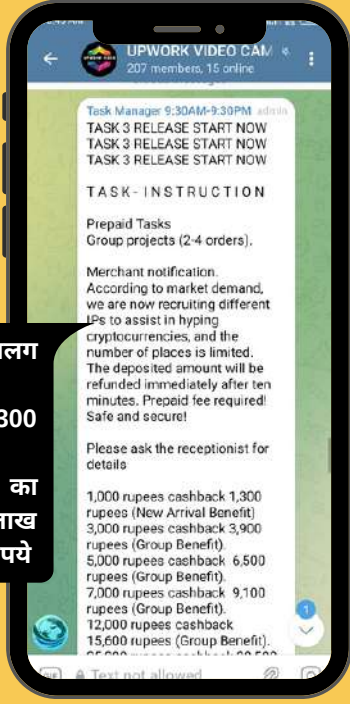 UPWORK VIDEO CAM
207 members, 15 online
Task Manager 9:30AM-9:30PM admin
TASK 3 RELEASE START NOW
TASK 3 RELEASE START NOW
TASK 3 RELEASE START NOW
TASK- INSTRUCTION
Prepaid Tasks
Group projects (2-4 orders).
Merchant notification.
According to market demand,
we are now recruiting different
IPs to assist in hyping
cryptocurrencies, and the
number of places is limited.
The deposited amount will be
refunded immediately after ten
minutes. Prepaid fee required!
Safe and secure!
Please ask the receptionist for
details
1,000 rupees cashback 1,300
rupees (New Arrival Benefit)
3,000 rupees cashback 3,900
rupees (Group Benefit).
5,000 rupees cashback 6,500
rupees (Group Benefit).
7,000 rupees cashback 9,100
rupees (Group Benefit).
12,000 rupees cashback
15,600 rupees (Group Benefit).
1
Text not allowed
300
का